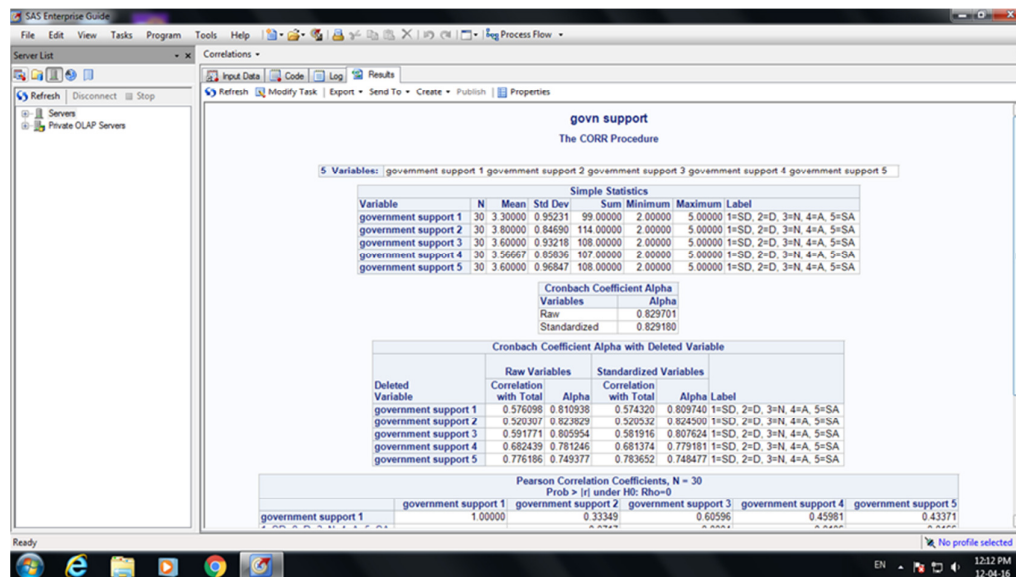 SAS Enterprise Guide
File Edit View Tasks Program Tools Help Process Flow
Server List
Correlations
Input Data Code Log Results
Refresh Modify Task Export Send To Create Publish Properties
Refresh Disconnect Stop
Servers
Private OLAP Servers
govn support
The CORR Procedure
5 Variables: government support 1 government support 2 government support 3 government support 4 government support 5
Simple Statistics
Variable N Mean Std Dev Sum Minimum Maximum Label
government support 1 30 3.30000 0.95231 99.00000 2.00000 5.00000 1=SD, 2=D, 3=N, 4=A, 5=SA
government support 2 30 3.80000 0.84690 114.00000 2.00000 5.00000 1=SD, 2=D, 3=N, 4=A, 5=SA
government support 3 30 3.60000 0.93218 108.00000 2.00000 5.00000 1=SD, 2=D, 3=N, 4=A, 5=SA
government support 4 30 3.56667 0.85836 107.00000 2.00000 5.00000 1=SD, 2=D, 3=N, 4=A, 5=SA
government support 5 30 3.60000 0.96847 108.00000 2.00000 5.00000 1=SD, 2=D, 3=N, 4=A, 5=SA
Cronbach Coefficient Alpha
Variables Alpha
Raw 0.829701
Standardized 0.829180
Cronbach Coefficient Alpha with Deleted Variable
Raw Variables Standardized Variables
Deleted Correlation Correlation
Variable with Total Alpha with Total Alpha Label
government support 1 0.576098 0.810938 0.574320 0.809740 1=SD, 2=D, 3=N, 4=A, 5=SA
government support 2 0.520307 0.823829 0.520532 0.824500 1=SD, 2=D, 3=N, 4=A, 5=SA
government support 3 0.591771 0.805954 0.581916 0.807624 1=SD, 2=D, 3=N, 4=A, 5=SA
government support 4 0.682439 0.781246 0.681374 0.779181 1=SD, 2=D, 3=N, 4=A, 5=SA
government support 5 0.776186 0.749377 0.783652 0.748477 1=SD, 2=D, 3=N, 4=A, 5=SA
Pearson Correlation Coefficients, N = 30
Prob > |r| under H0: Rho=0
government support 1 government support 2 government support 3 government support 4 government support 5
government support 1 1.00000 0.33349 0.60596 0.45981 0.43371
Ready
No profile selected
EN 12:12 PM
12-04-16